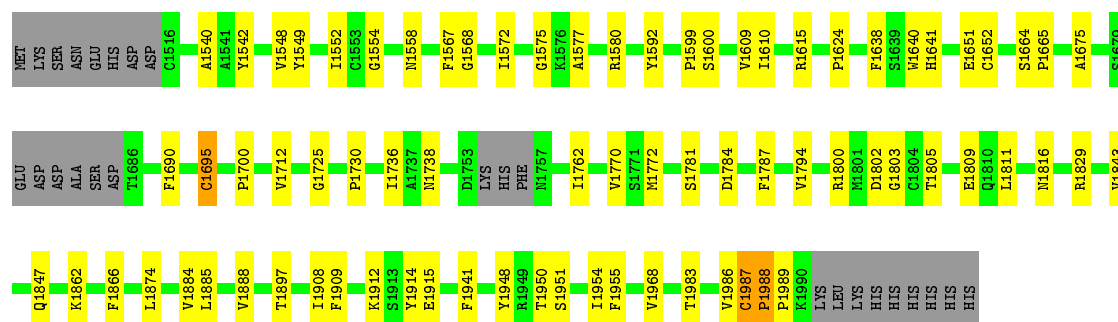 MET LYS SER ASN GLU HIS ASP ASP C1516 A1540 A1541 Y1542 V1548 Y1549 I1552 C1553 G1554 N1558 F1567 G1568 I1572 G1575 K1576 A1577 R1580 Y1592 P1599 S1600 V1609 I1610 R1615 P1624 F1638 S1639 W1640 H1641 E1651 C1652 S1664 P1665 A1675
GLU ASP ASP ALA SER ASP T1686 F1690 C1695 P1700 V1712 G1725 P1730 I1736 A1737 N1738 D1753 LYS HIS PHE N1757 I1762 V1770 S1771 M1772 S1781 D1784 F1787 V1794 R1800 M1801 D1802 G1803 C1804 T1805 E1809 Q1810 L1811 N1816 R1829
Q1847 K1862 F1866 L1874 V1884 L1885 V1888 T1897 I1908 F1909 K1912 S1913 Y1914 E1915 F1941 Y1948 R1949 T1950 S1951 I1954 F1955 V1968 T1983 V1986 C1987 P1988 P1989 K1990 LYS LEU LYS HIS HIS HIS HIS HIS HIS